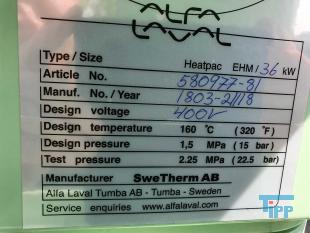 ALFA
LAVAL
Type / Size Heatpac EHM / 36 kW
Article No. 580977-81
Manuf. No. / Year 1803-21118
Design voltage 400V
Design temperature 160 °C (320 °F)
Design pressure 1,5 MPa (15 bar)
Test pressure 2.25 MPa (22.5 bar)
Manufacturer SweTherm AB
Alfa Laval Tumba AB - Tumba - Sweden
Service enquiries www.alfalaval.com
TIPP